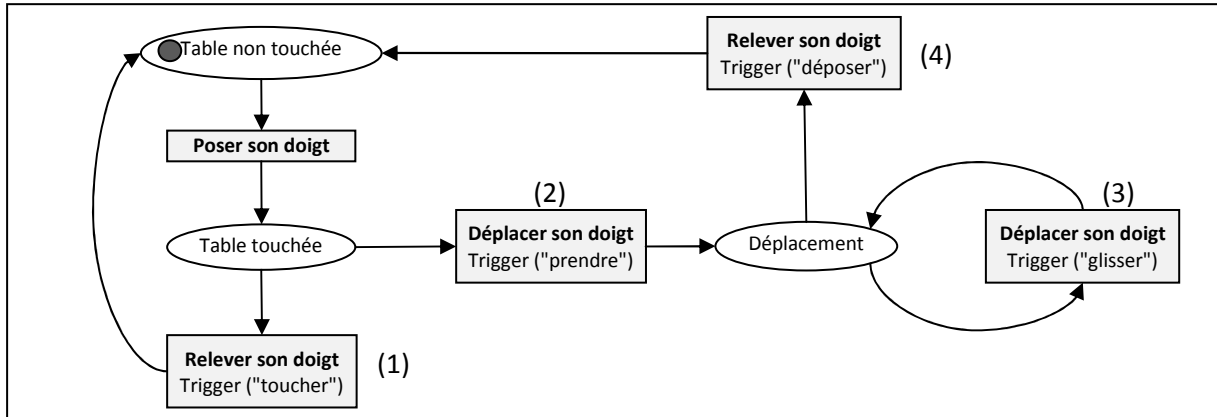 Table non touchée
Relever son doigt
Trigger ("déposer")
(4)
Poser son doigt
(2)
(3)
Table touchée
Déplacer son doigt
Trigger ("prendre")
Déplacement
Déplacer son doigt
Trigger ("glisser")
Relever son doigt
Trigger ("toucher")
(1)